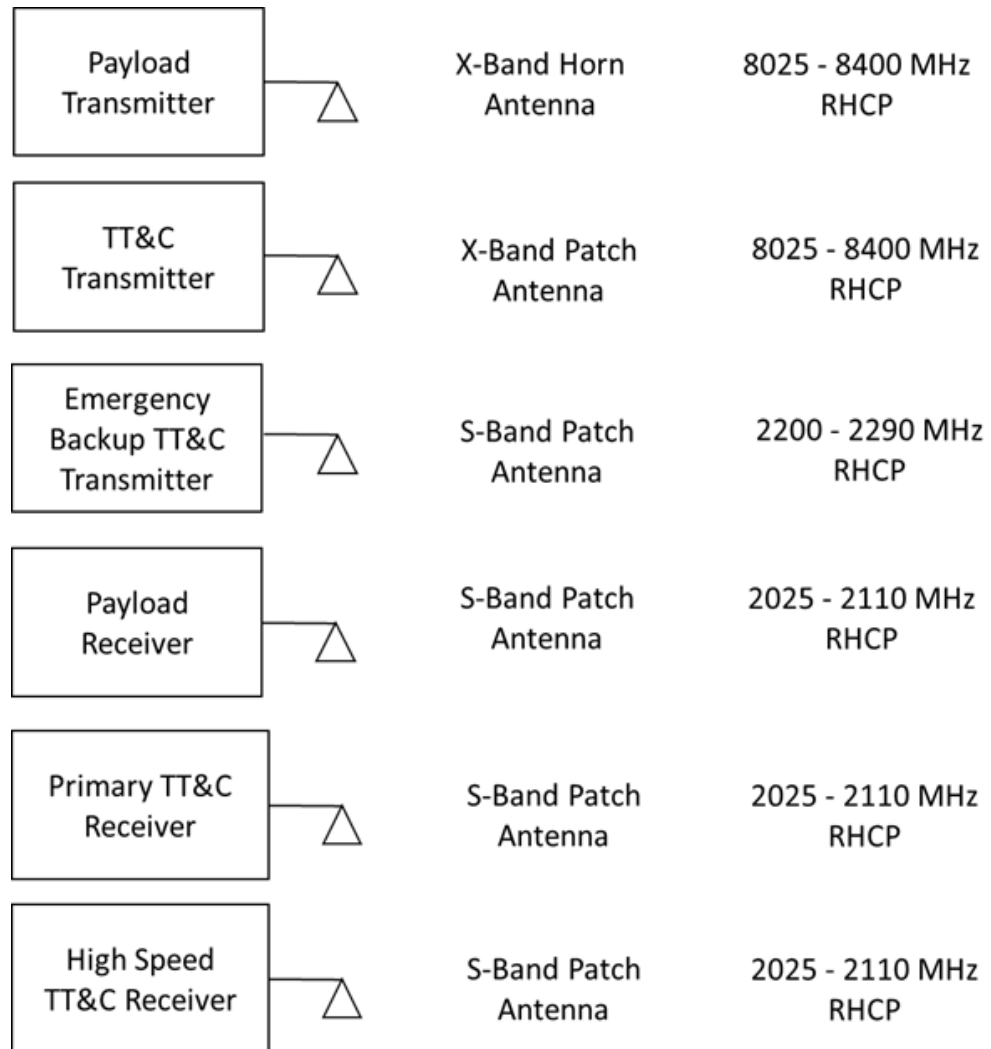 Payload
Transmitter
X-Band Horn
Antenna
8025 - 8400 MHz
RHCP
TT&C
Transmitter
X-Band Patch
Antenna
8025 - 8400 MHz
RHCP
Emergency
Backup TT&C
Transmitter
S-Band Patch
Antenna
2200 - 2290 MHz
RHCP
Payload
Receiver
S-Band Patch
Antenna
2025 - 2110 MHz
RHCP
Primary TT&C
Receiver
S-Band Patch
Antenna
2025 - 2110 MHz
RHCP
High Speed
TT&C Receiver
S-Band Patch
Antenna
2025 - 2110 MHz
RHCP